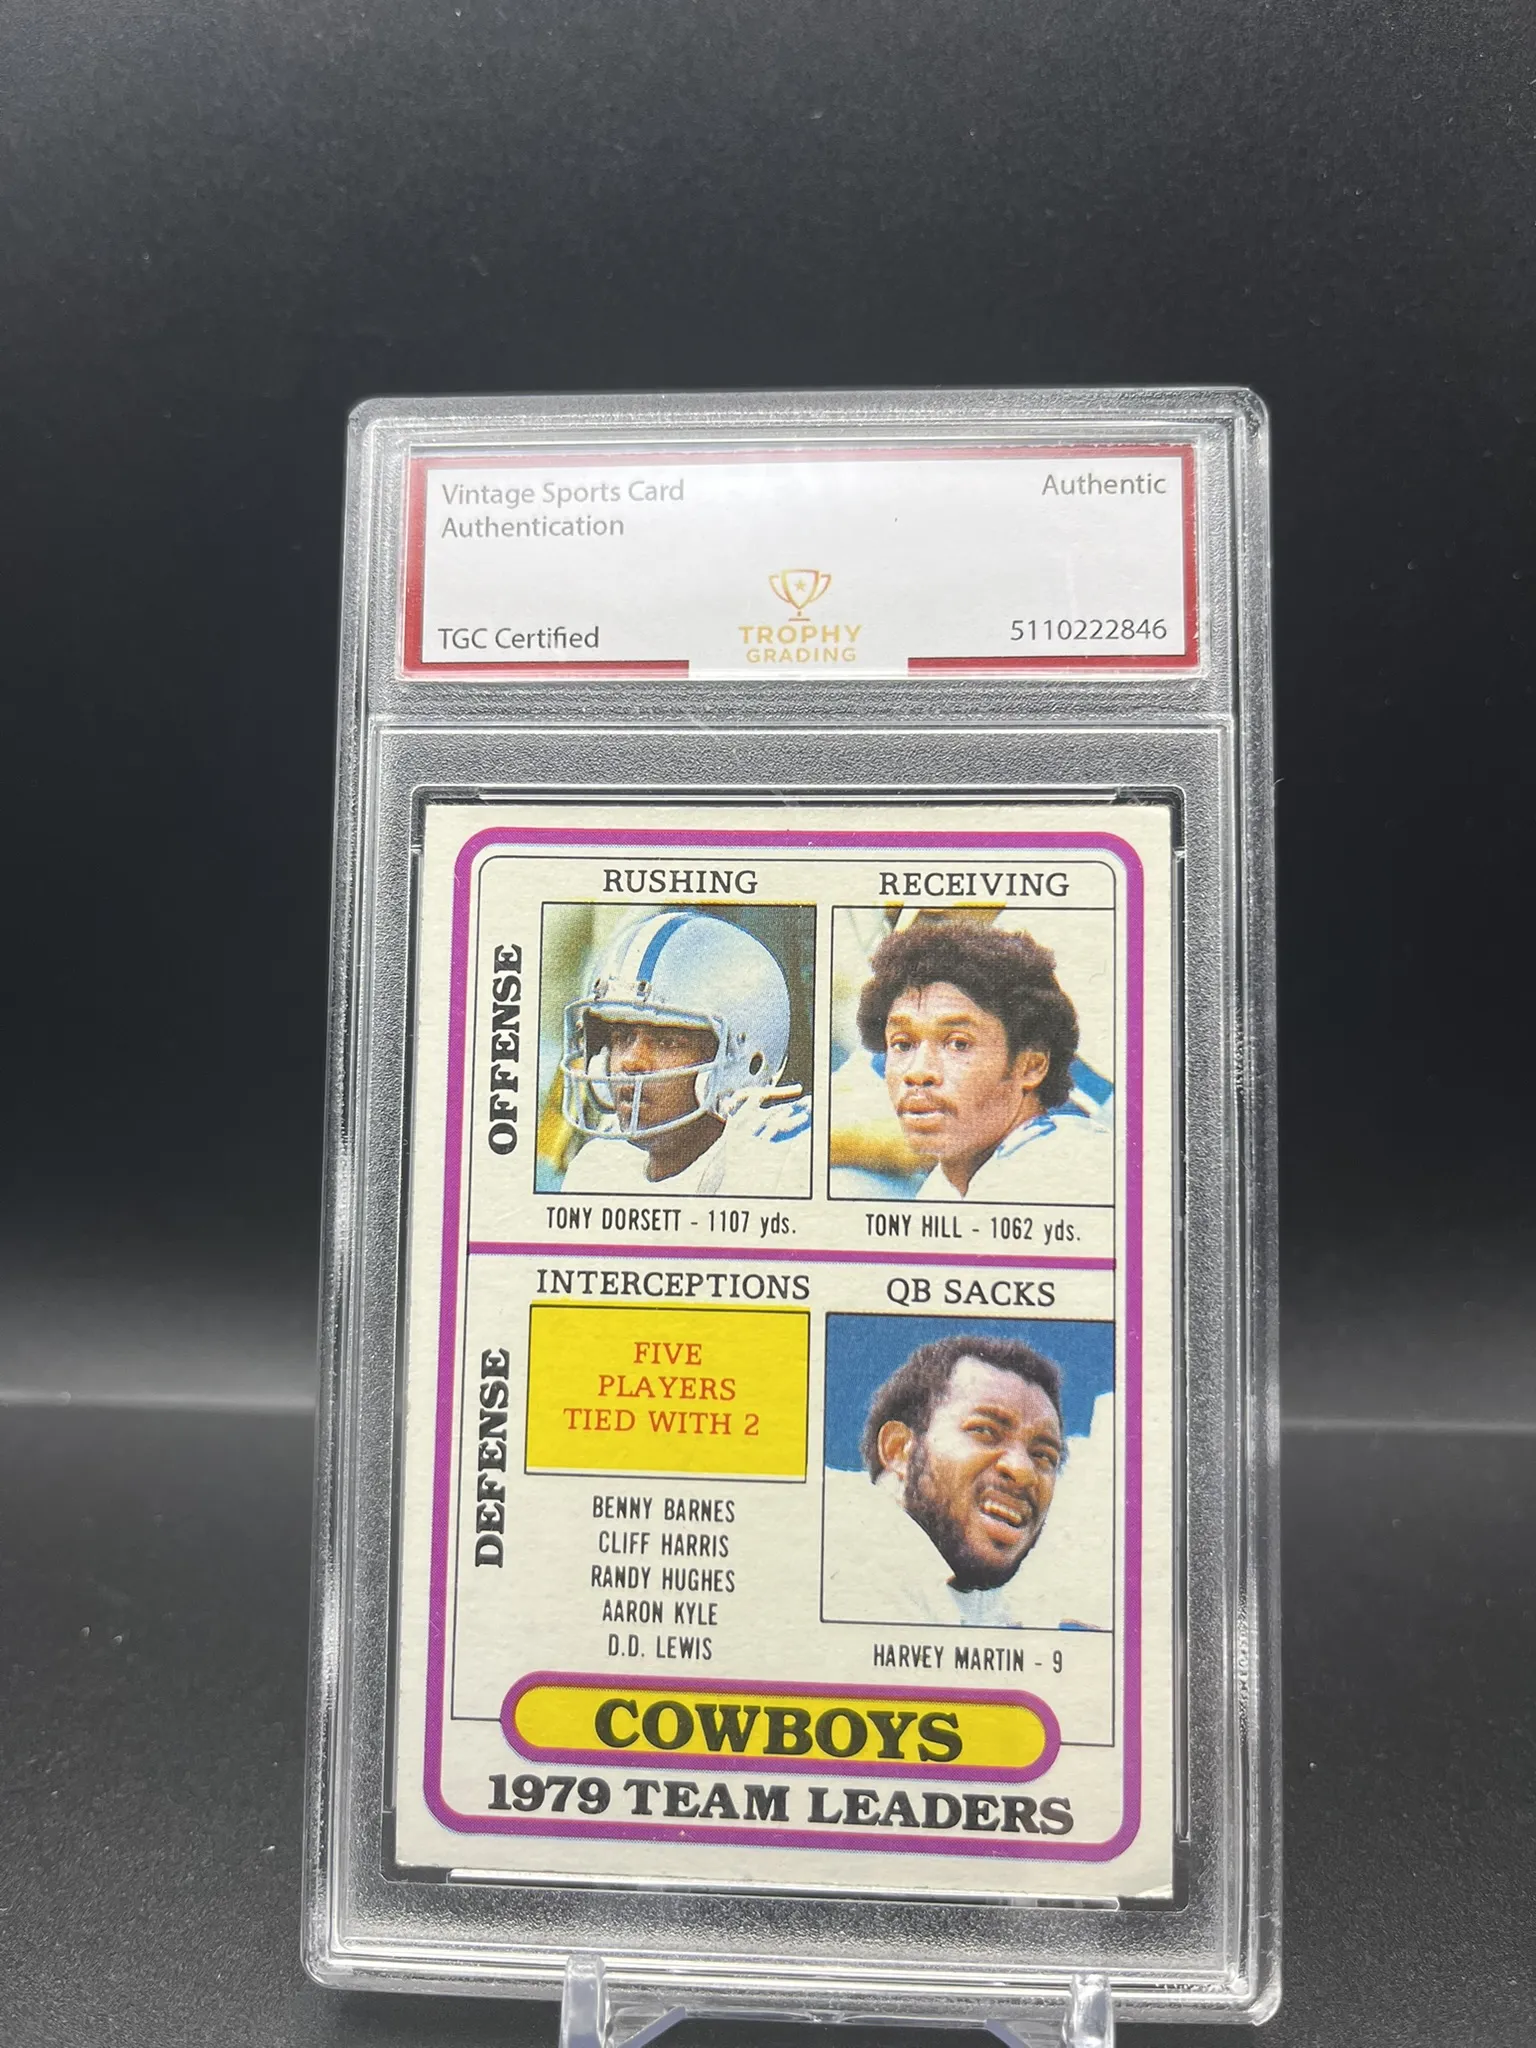 Vintage Sports Card
Authentication
Authentic
TGC Certified
TROPHY
GRADING
5110222846
OFFENSE
RUSHING
RECEIVING
TONY DORSETT - 1107 yds.
TONY HILL - 1062 yds.
DEFENSE
INTERCEPTIONS
FIVE
PLAYERS
TIED WITH 2
BENNY BARNES
CLIFF HARRIS
RANDY HUGHES
AARON KYLE
D.D. LEWIS
QB SACKS
HARVEY MARTIN - 9
COWBOYS
1979 TEAM LEADERS